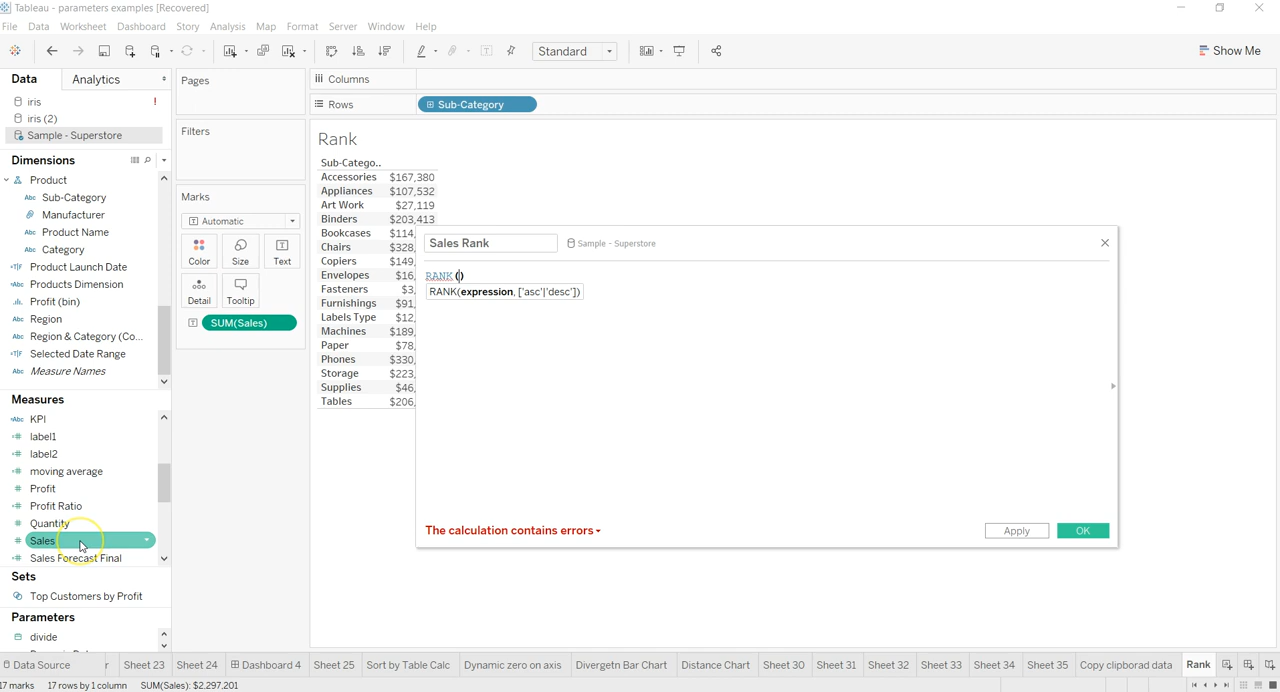 Tableau - parameters examples [Recovered]
File Data Worksheet Dashboard Story Analysis Map Format Server Window Help
Standard
Show Me
Data Analytics
iris !
iris (2)
Sample - Superstore
Dimensions
Product
Abc Sub-Category
Manufacturer
Abc Product Name
Abc Category
Product Launch Date
Abc Products Dimension
Profit (bin)
Abc Region
Abc Region & Category (Co...
Selected Date Range
Abc Measure Names
Measures
Abc KPI
label1
label2
moving average
Profit
Profit Ratio
Quantity
Sales
Sales Forecast Final
Sets
Top Customers by Profit
Parameters
divide
Pages
Filters
Marks
Automatic
Color Size Text
Detail Tooltip
SUM(Sales)
Columns
Rows Sub-Category
Rank
Sub-Catego..
Accessories $167,380
Appliances $107,532
Art Work $27,119
Binders $203,413
Bookcases $114,
Chairs $328,
Copiers $149,
Envelopes $16,
Fasteners $3,
Furnishings $91,
Labels Type $12,
Machines $189,
Paper $78,
Phones $330,
Storage $223,
Supplies $46,
Tables $206,
Sales Rank Sample - Superstore
RANK()
RANK(expression, ['asc'|'desc'])
The calculation contains errors
Apply OK
Data Source r Sheet 23 Sheet 24 Dashboard 4 Sheet 25 Sort by Table Calc Dynamic zero on axis Divergetn Bar Chart Distance Chart Sheet 30 Sheet 31 Sheet 32 Sheet 33 Sheet 34 Sheet 35 Copy clipborad data Rank
17 marks 17 rows by 1 column SUM(Sales): $2.297.201